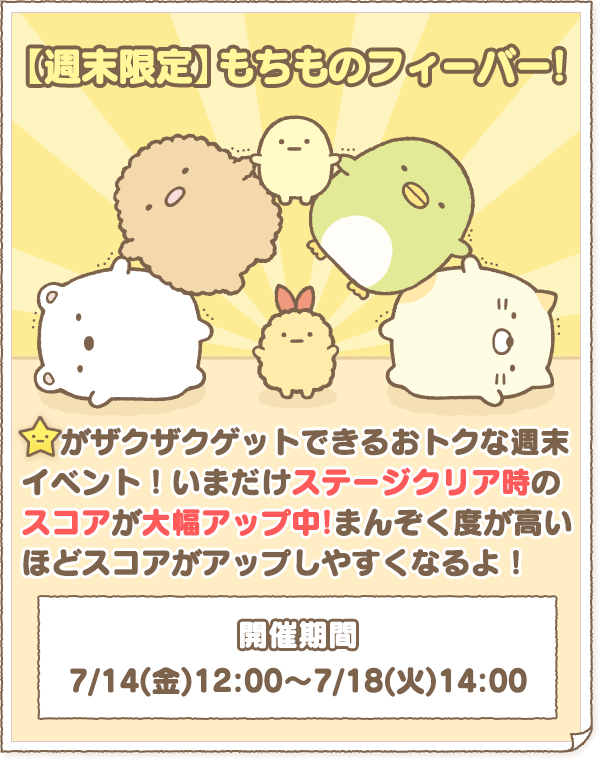 【週末限定】もちものフィーバー!
がザクザクゲットできるおトクな週末
イベント!いまだけステージクリア時の
スコアが大幅アップ中!まんぞく度が高い
ほどスコアがアップしやすくなるよ!
開催期間
7/14(金)12:00～7/18(火)14:00